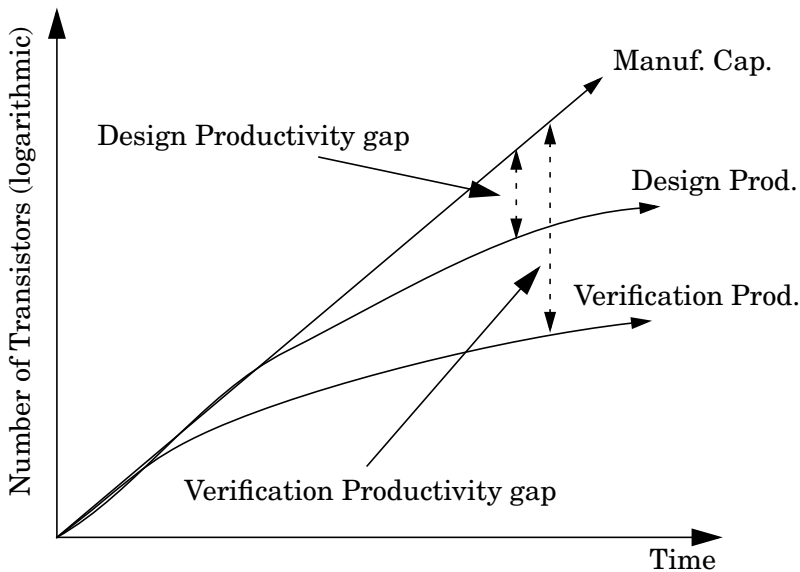 Manuf. Cap.
Design Productivity gap
Design Prod.
Verification Prod.
Verification Productivity gap
Number of Transistors (logarithmic)
Time